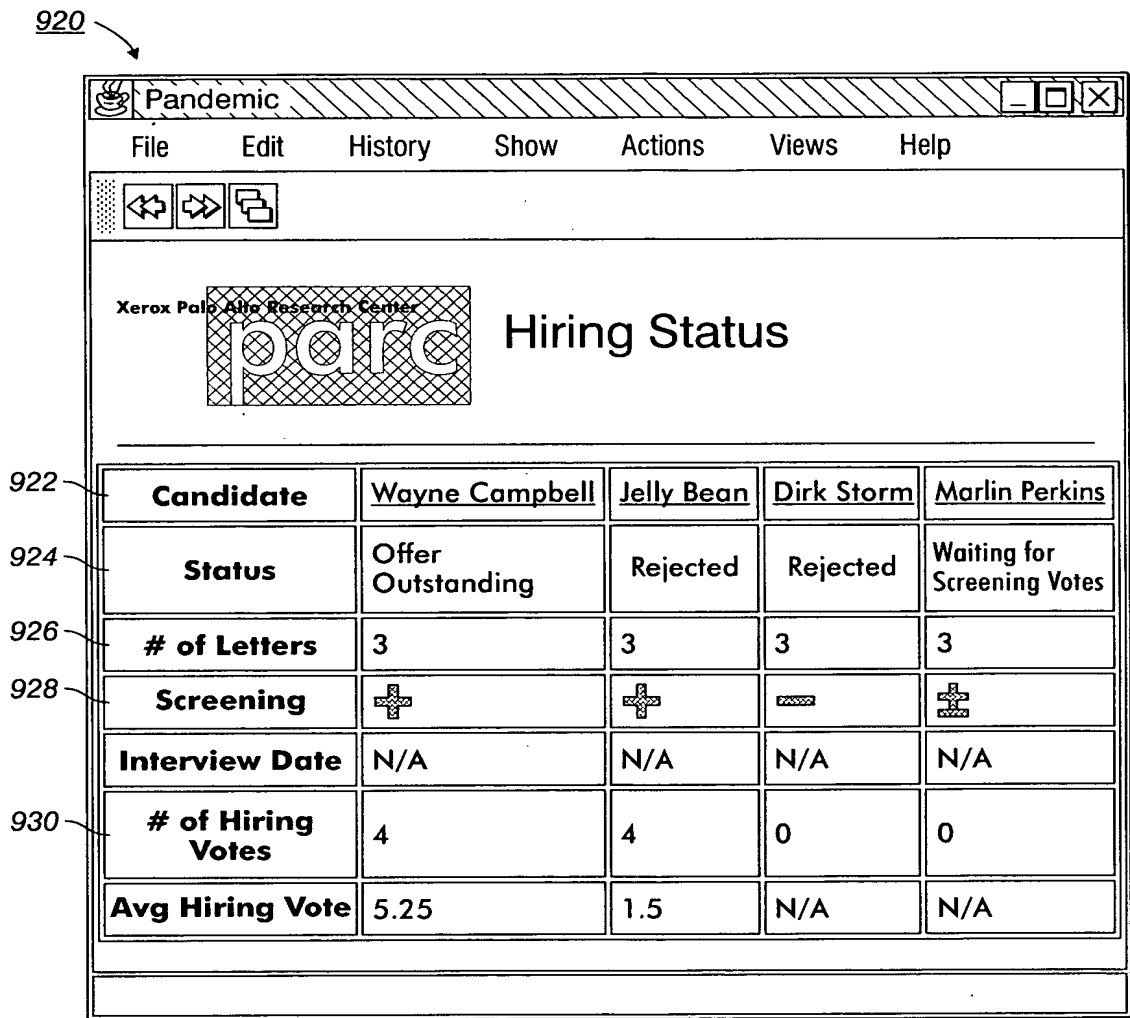 920
Pandemic
File Edit History Show Actions Views Help
Xerox Palo Alto Research Center
parc
Hiring Status
922 Candidate Wayne Campbell Jelly Bean Dirk Storm Marlin Perkins
924 Status Offer Outstanding Rejected Rejected Waiting for Screening Votes
926 # of Letters 3 3 3 3
928 Screening + + - ±
Interview Date N/A N/A N/A N/A
930 # of Hiring Votes 4 4 0 0
Avg Hiring Vote 5.25 1.5 N/A N/A